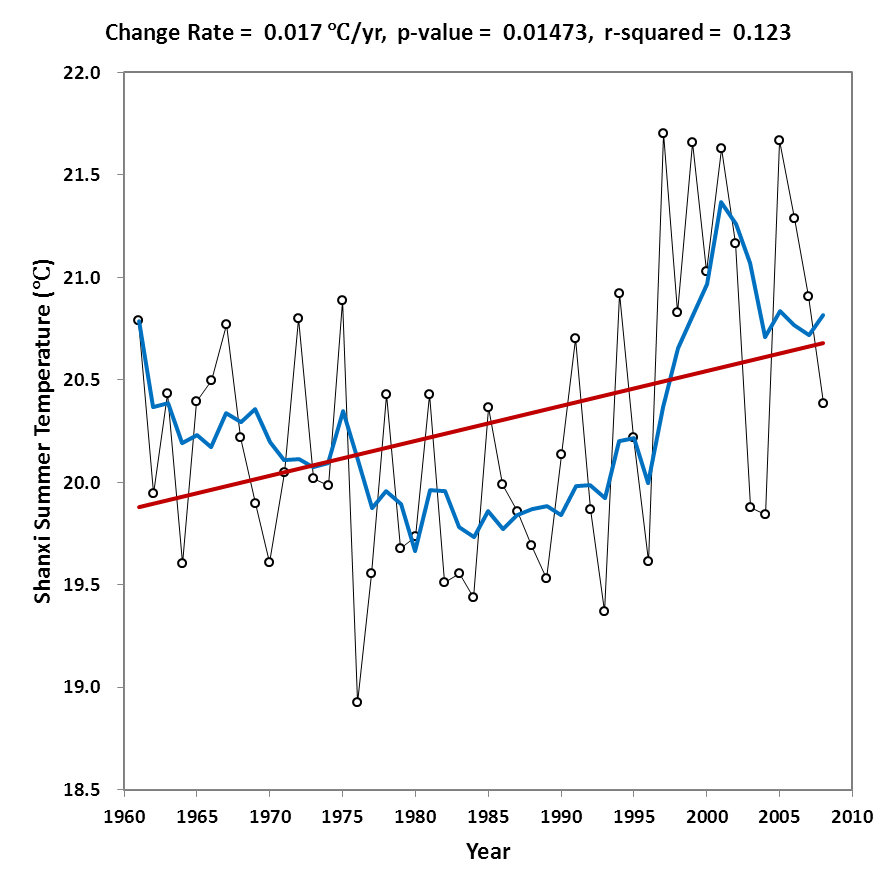 Change Rate = 0.017 ℃/yr, p-value = 0.01473, r-squared = 0.123
22.0
21.5
21.0
20.5
20.0
19.5
19.0
18.5
Shanxi Summer Temperature (℃)
1960 1965 1970 1975 1980 1985 1990 1995 2000 2005 2010
Year